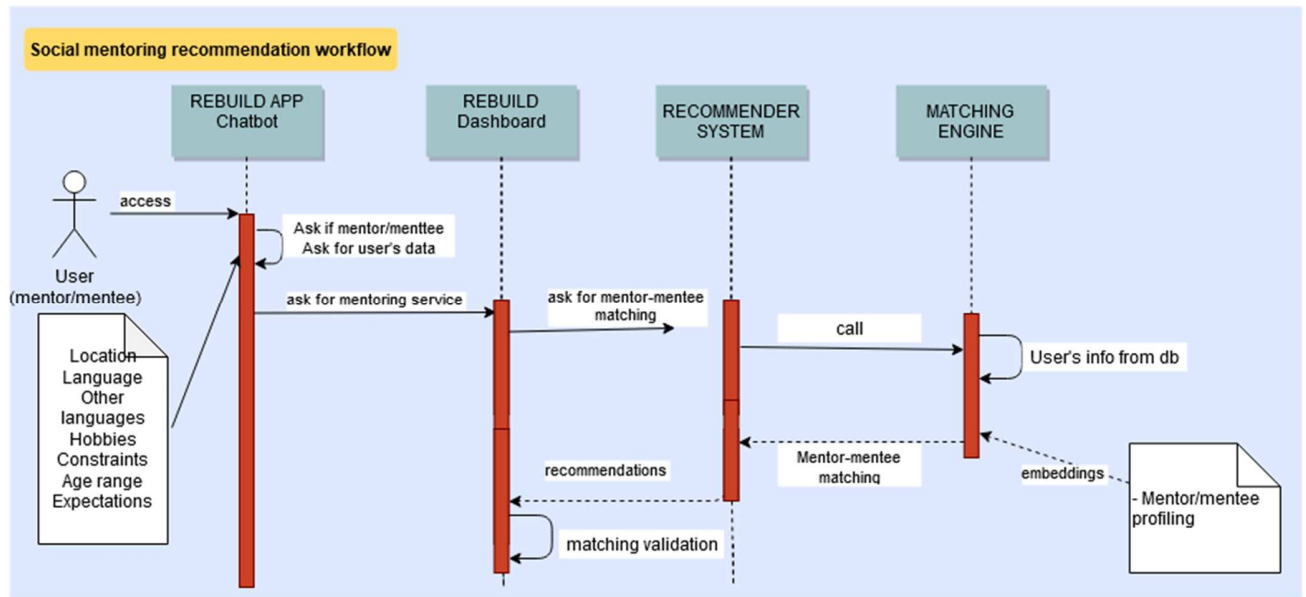 Social mentoring recommendation workflow
REBUILD APP
Chatbot
REBUILD
Dashboard
RECOMMENDER
SYSTEM
MATCHING
ENGINE
access
Ask if mentor/menttee
Ask for user's data
User
(mentor/mentee)
ask for mentoring service
ask for mentor-mentee
matching
call
User's info from db
Location
Language
Other
languages
Hobbies
Constraints
Age range
Expectations
recommendations
Mentor-mentee
matching
embeddings
- Mentor/mentee
profiling
matching validation